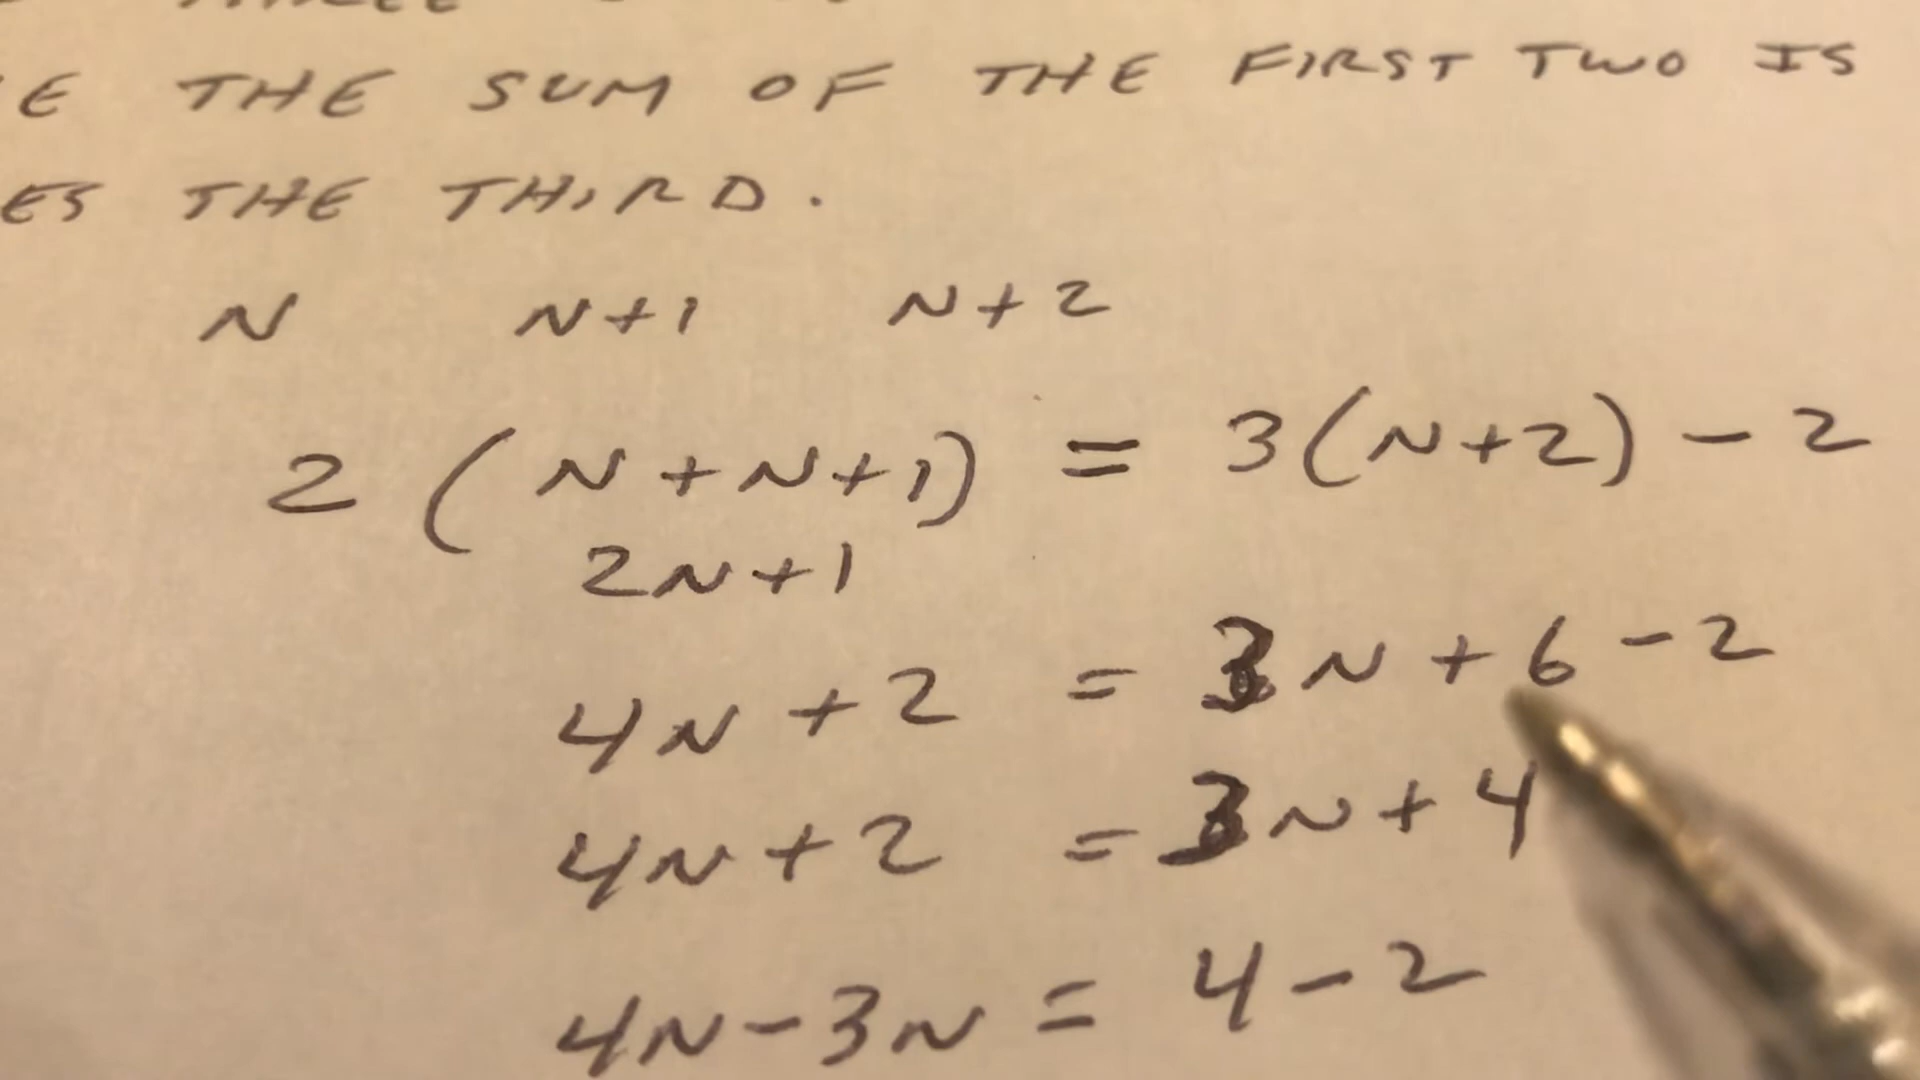 THE SUM OF THE FIRST TWO IS
THE THIRD.
N N+1 N+2
2 (N+N+1) = 3(N+2)-2
2N+1
4N+2 = 3N+6-2
4N+2 = 3N+4
4N-3N = 4-2